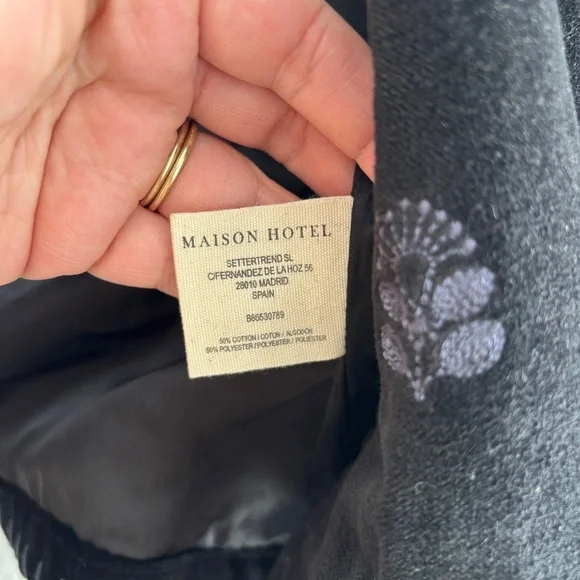 MAISON HOTEL
SETTERTREND SL
C/FERNANDEZ DE LA HOZ 56
28010 MADRID
SPAIN
B86530789
50% COTTON / COTUN / ALGODON
50% POLYESTER / POLYESTER / POLIESTER